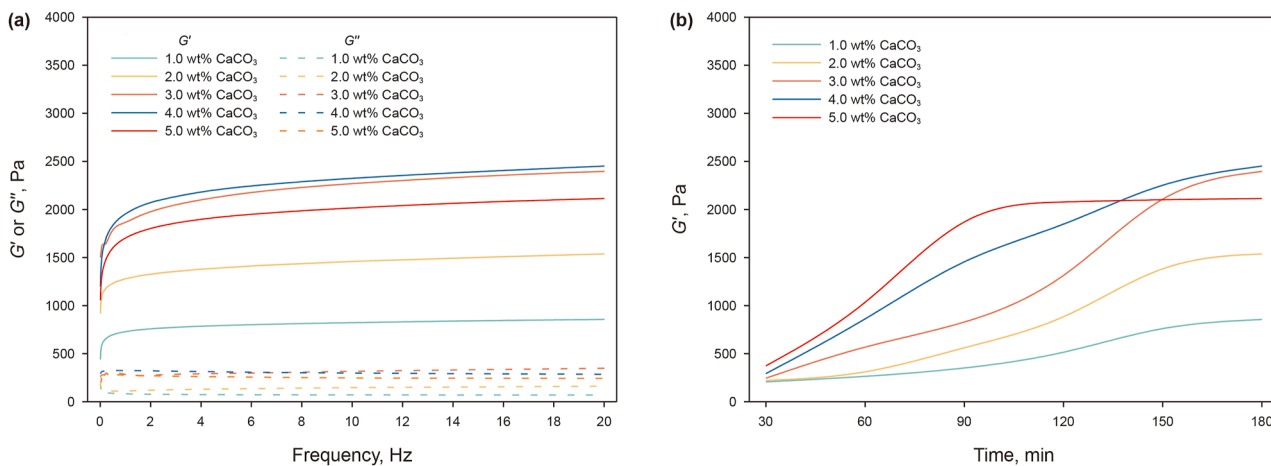 (a)
4000
3500
3000
2500
2000
1500
1000
500
0
G′ or G″, Pa
G′ G″
1.0 wt% CaCO₃ 1.0 wt% CaCO₃
2.0 wt% CaCO₃ 2.0 wt% CaCO₃
3.0 wt% CaCO₃ 3.0 wt% CaCO₃
4.0 wt% CaCO₃ 4.0 wt% CaCO₃
5.0 wt% CaCO₃ 5.0 wt% CaCO₃
0 2 4 6 8 10 12 14 16 18 20
Frequency, Hz
(b)
4000
3500
3000
2500
2000
1500
1000
500
0
G′, Pa
1.0 wt% CaCO₃
2.0 wt% CaCO₃
3.0 wt% CaCO₃
4.0 wt% CaCO₃
5.0 wt% CaCO₃
30 60 90 120 150 180
Time, min